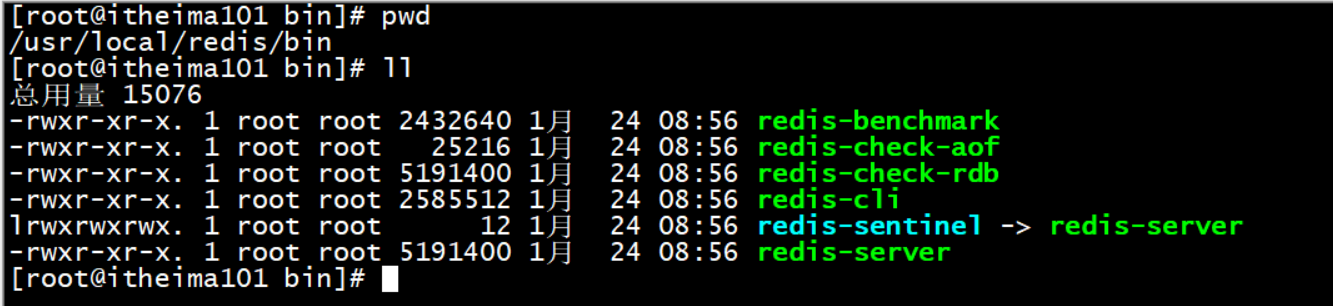 [root@itheima101 bin]# pwd
/usr/local/redis/bin
[root@itheima101 bin]# ll
总用量 15076
-rwxr-xr-x. 1 root root 2432640 1月  24 08:56 redis-benchmark
-rwxr-xr-x. 1 root root   25216 1月  24 08:56 redis-check-aof
-rwxr-xr-x. 1 root root 5191400 1月  24 08:56 redis-check-rdb
-rwxr-xr-x. 1 root root 2585512 1月  24 08:56 redis-cli
lrwxrwxrwx. 1 root root      12 1月  24 08:56 redis-sentinel -> redis-server
-rwxr-xr-x. 1 root root 5191400 1月  24 08:56 redis-server
[root@itheima101 bin]#